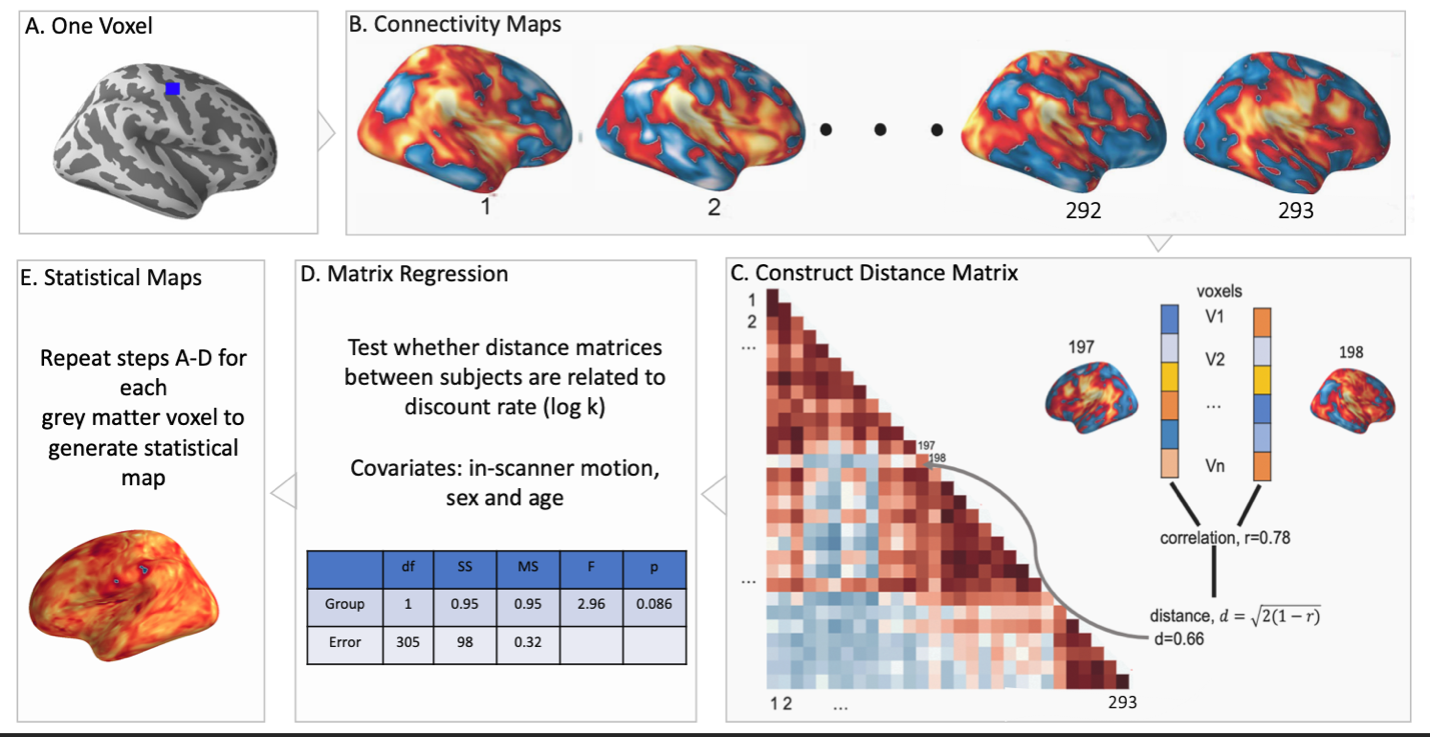 A. One Voxel
B. Connectivity Maps
1
2
292
293
C. Construct Distance Matrix
1
2
...
...
1 2
...
293
197
198
voxels
V1
V2
...
Vn
197
198
correlation, r=0.78
distance, d = √2(1 − r)
d=0.66
D. Matrix Regression
Test whether distance matrices
between subjects are related to
discount rate (log k)
Covariates: in-scanner motion,
sex and age
df SS MS F p
Group 1 0.95 0.95 2.96 0.086
Error 305 98 0.32
E. Statistical Maps
Repeat steps A-D for
each
grey matter voxel to
generate statistical
map